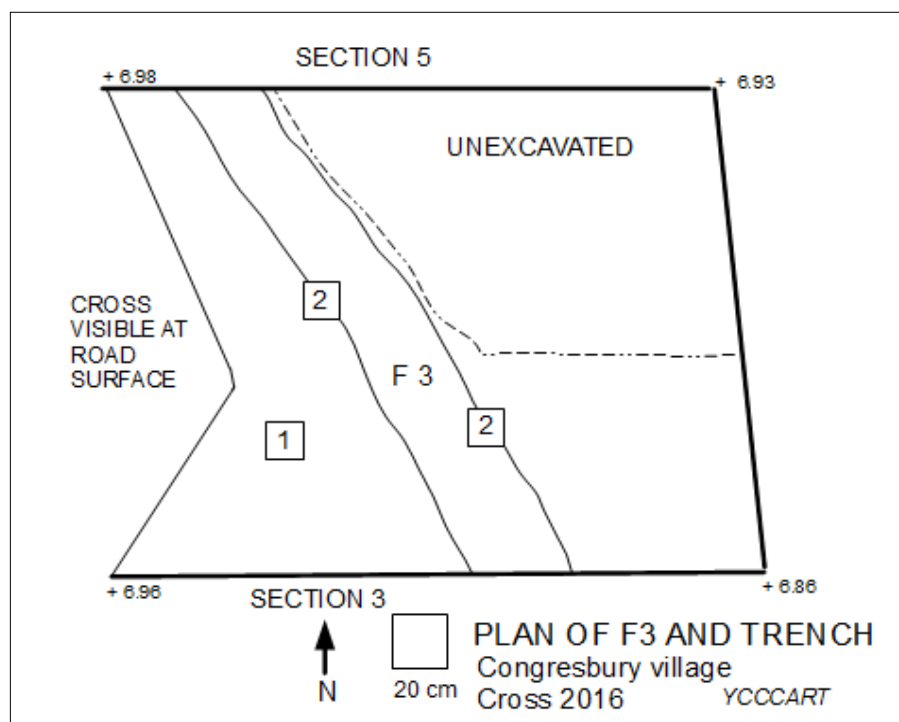 SECTION 5
+ 6.98
+ 6.93
UNEXCAVATED
CROSS
VISIBLE AT
ROAD
SURFACE
2
F 3
2
1
+ 6.96
+ 6.86
SECTION 3
N
20 cm
PLAN OF F3 AND TRENCH
Congresbury village
Cross 2016
YCCCART